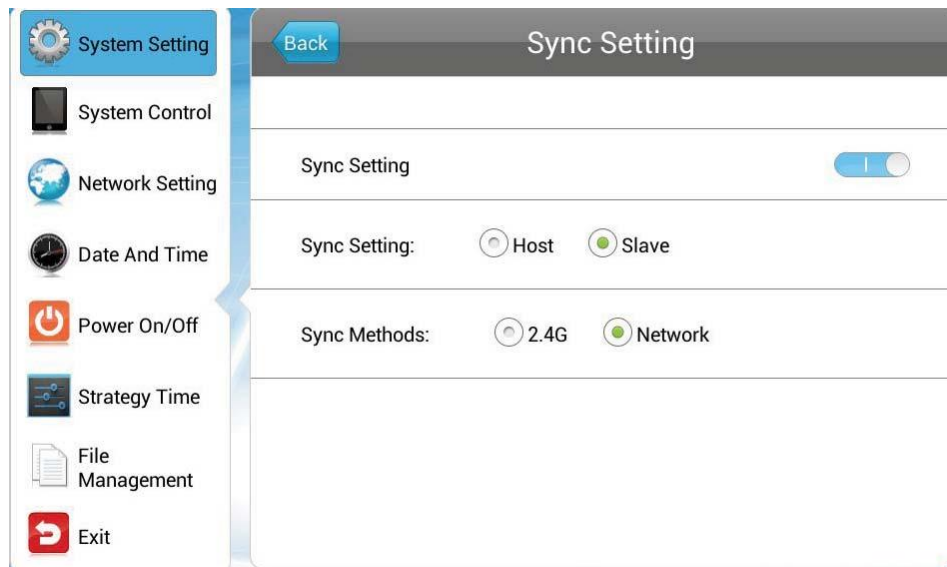 System Setting
System Control
Network Setting
Date And Time
Power On/Off
Strategy Time
File
Management
Exit
Back
Sync Setting
Sync Setting
Sync Setting: Host Slave
Sync Methods: 2.4G Network